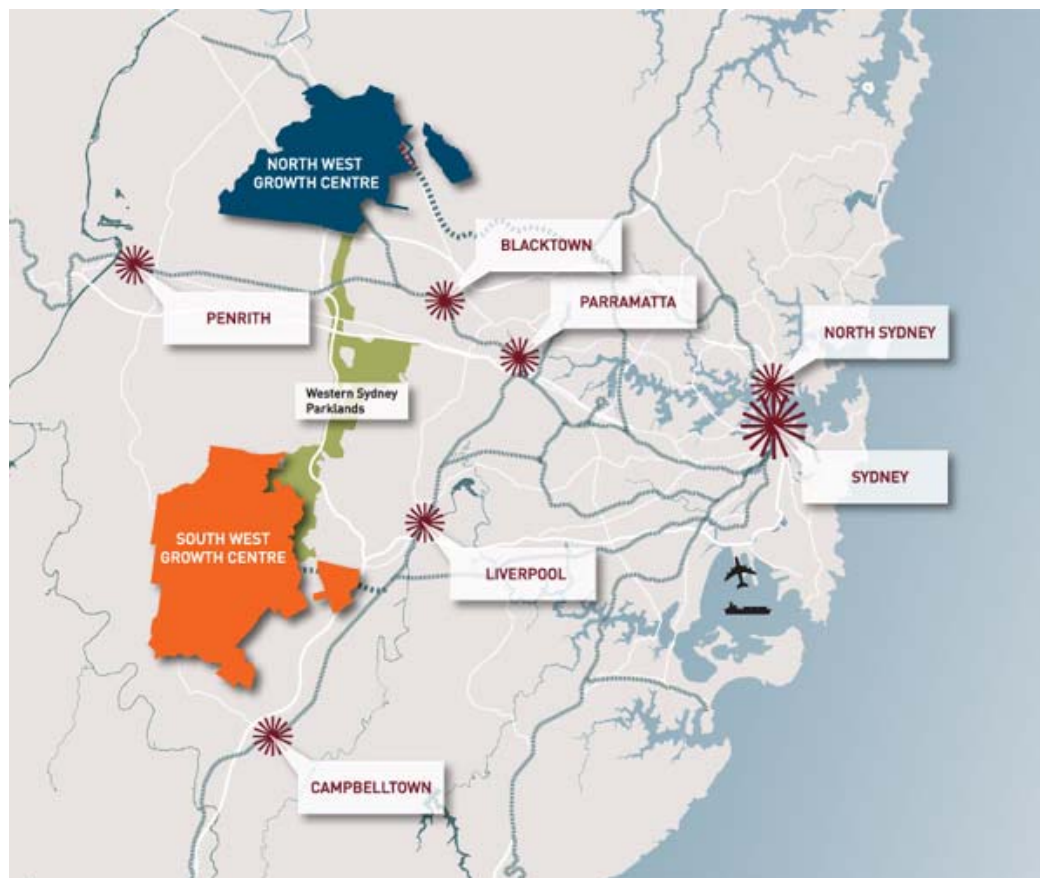 NORTH WEST
GROWTH CENTRE
BLACKTOWN
PARRAMATTA
PENRITH
NORTH SYDNEY
Western Sydney
Parklands
SYDNEY
SOUTH WEST
GROWTH CENTRE
LIVERPOOL
CAMPBELLTOWN